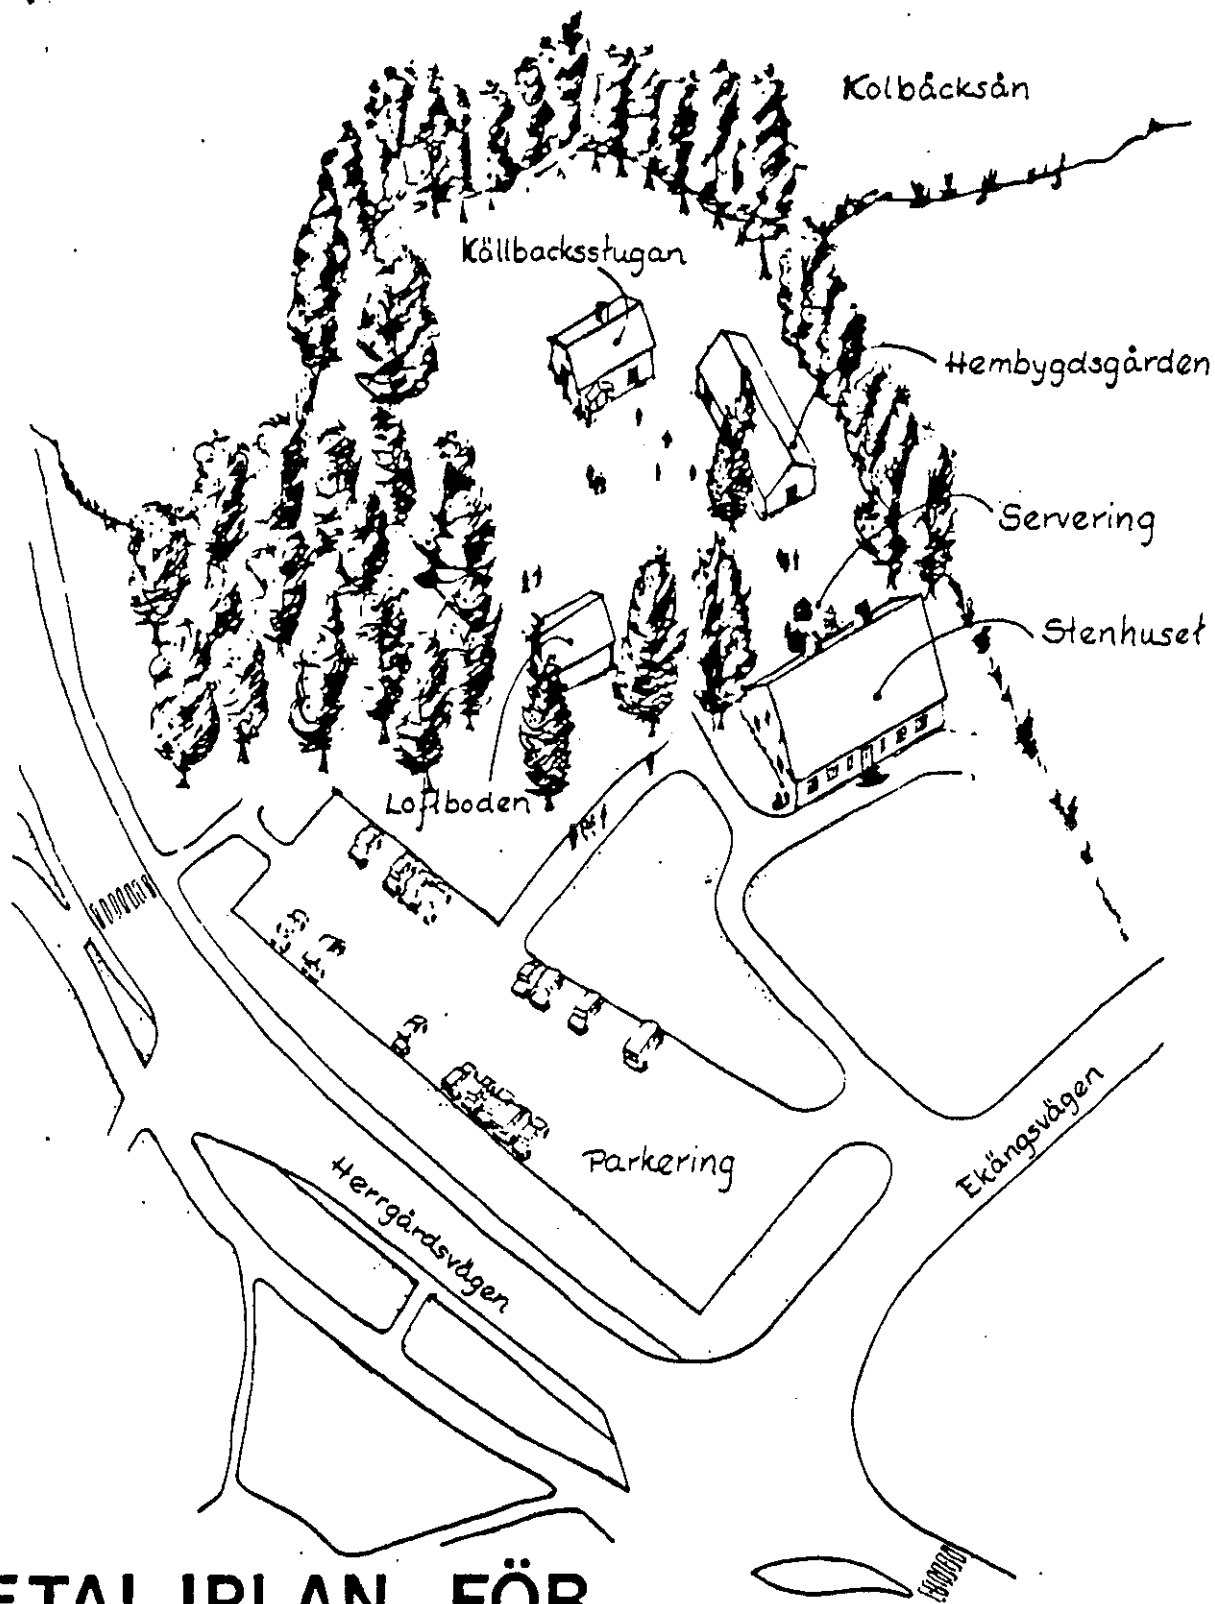 Kolbäcksån
Källbacksstugan
Hembygdsgården
Servering
Stenhuset
Loftboden
Parkering
Ekängsvägen
Herrgårdsvägen
ETALJPLAN FÖR